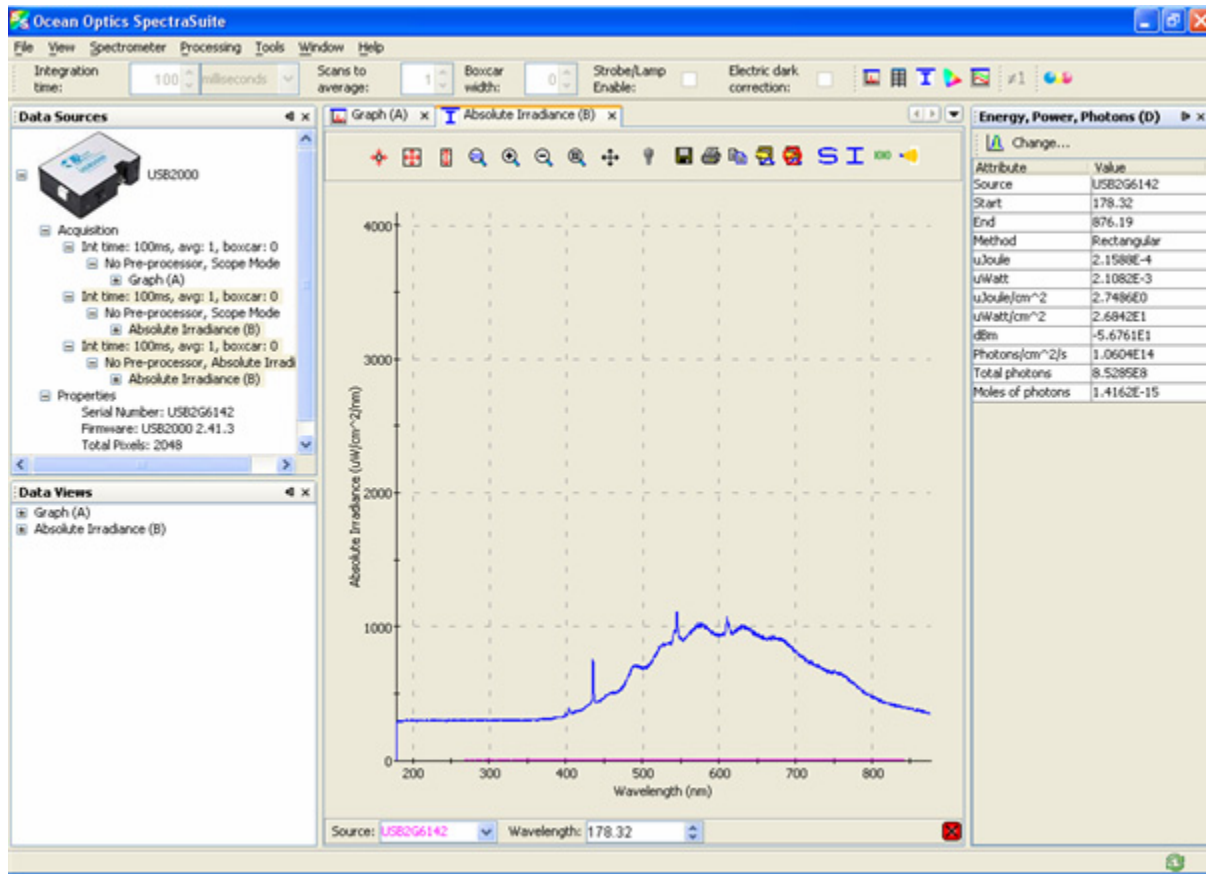 Ocean Optics SpectraSuite
File View Spectrometer Processing Tools Window Help
Integration time: 100 milliseconds Scans to average: 1 Boxcar width: 0 Strobe/Lamp Enable: Electric dark correction: ≠1
Data Sources
USB2000
Acquisition
Int time: 100ms, avg: 1, boxcar: 0
No Pre-processor, Scope Mode
Graph (A)
Int time: 100ms, avg: 1, boxcar: 0
No Pre-processor, Scope Mode
Absolute Irradiance (B)
Int time: 100ms, avg: 1, boxcar: 0
No Pre-processor, Absolute Irradi
Absolute Irradiance (B)
Properties
Serial Number: USB2G6142
Firmware: USB2000 2.41.3
Total Pixels: 2048
Data Views
Graph (A)
Absolute Irradiance (B)
Graph (A) Absolute Irradiance (B)
S I
4000
3000
2000
1000
0
Absolute Irradiance (uW/cm^2/nm)
200 300 400 500 600 700 800
Wavelength (nm)
Source: USB2G6142 Wavelength: 178.32
Energy, Power, Photons (D)
Change...
Attribute Value
Source USB2G6142
Start 178.32
End 876.19
Method Rectangular
uJoule 2.1588E-4
uWatt 2.1082E-3
uJoule/cm^2 2.7486E0
uWatt/cm^2 2.6842E1
dBm -5.6761E1
Photons/cm^2/s 1.0604E14
Total photons 8.5285E8
Moles of photons 1.4162E-15